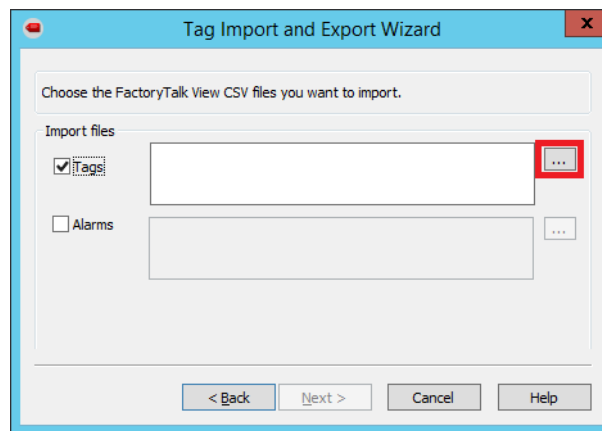 Tag Import and Export Wizard
x
Choose the FactoryTalk View CSV files you want to import.
Import files
Tags
...
Alarms
...
< Back Next > Cancel Help